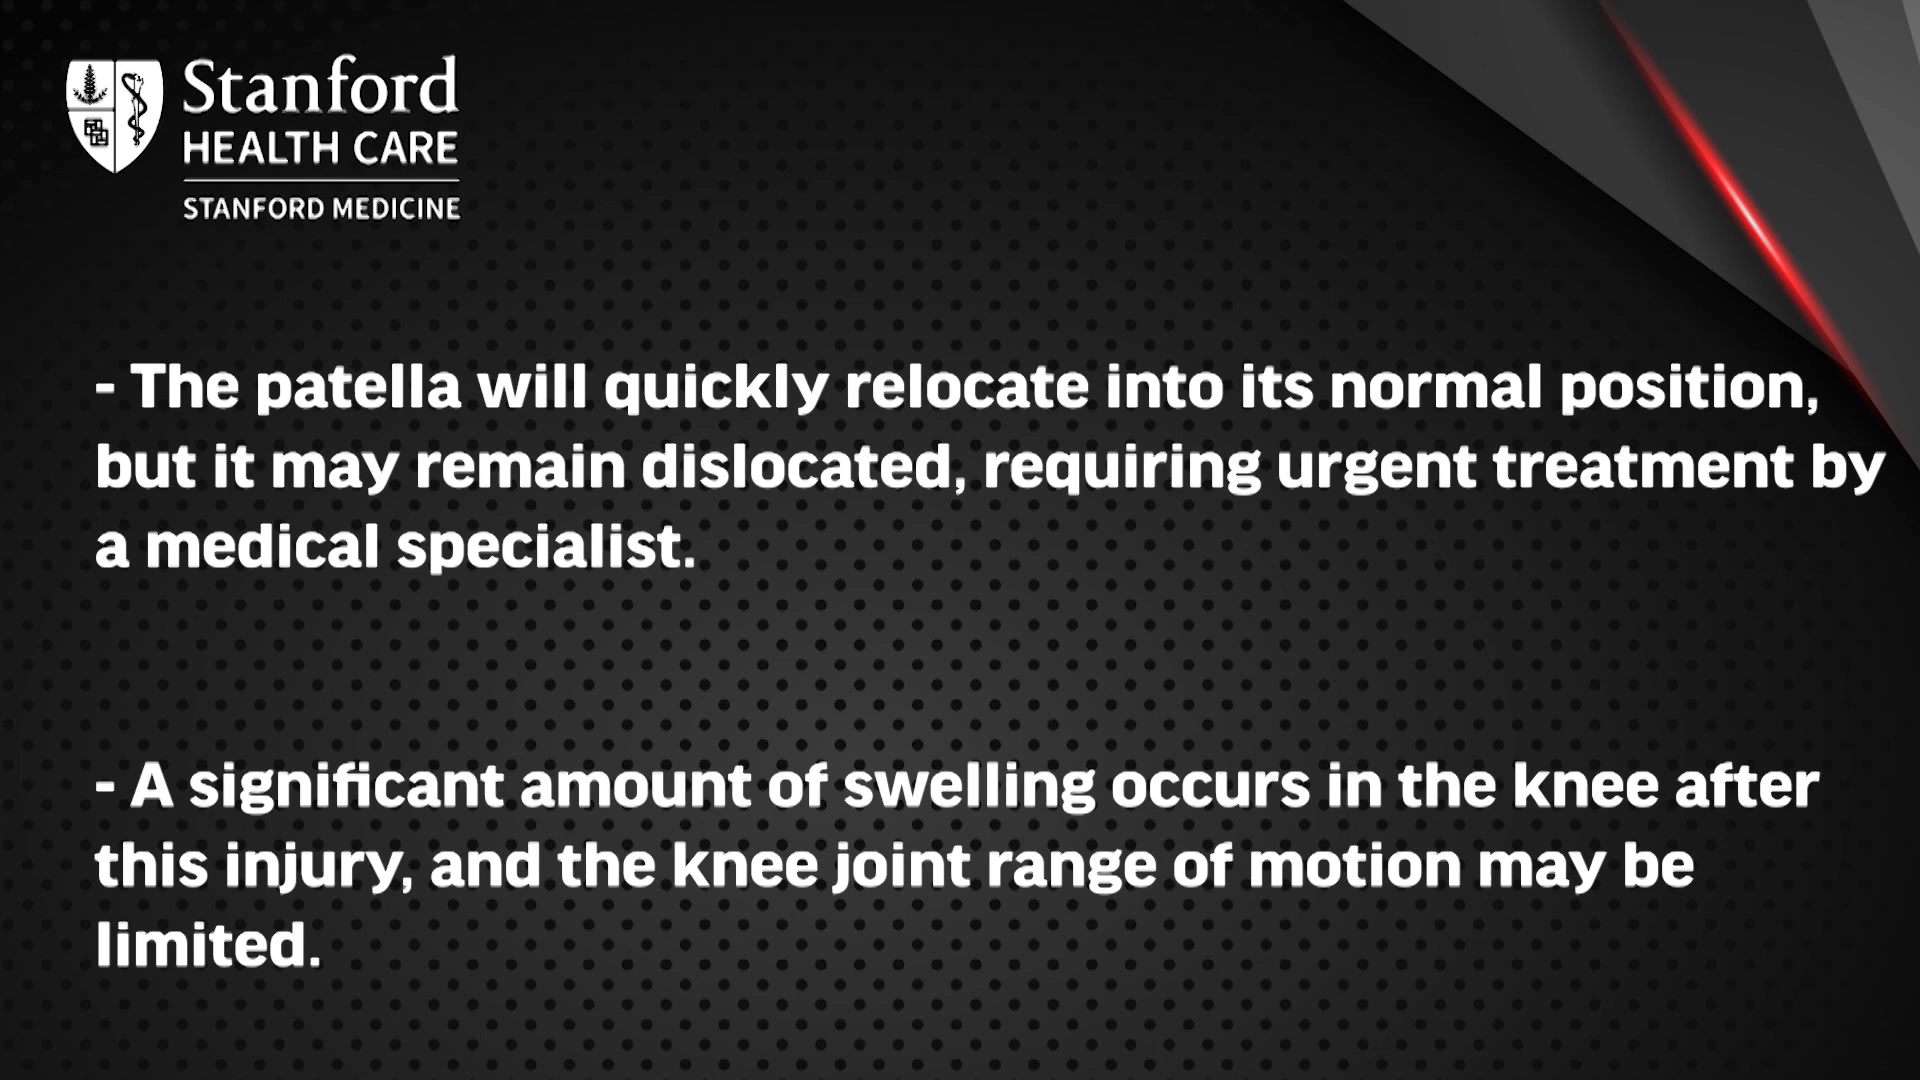 Stanford
HEALTH CARE
STANFORD MEDICINE
- The patella will quickly relocate into its normal position,
but it may remain dislocated, requiring urgent treatment by
a medical specialist.
- A significant amount of swelling occurs in the knee after
this injury, and the knee joint range of motion may be
limited.